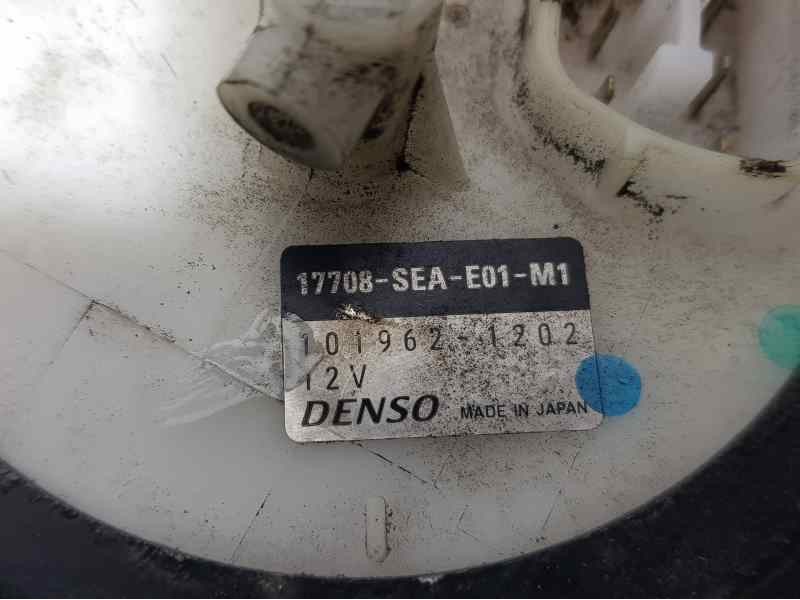 17708-SEA-E01-M1
101962-1202
12V
DENSO MADE IN JAPAN